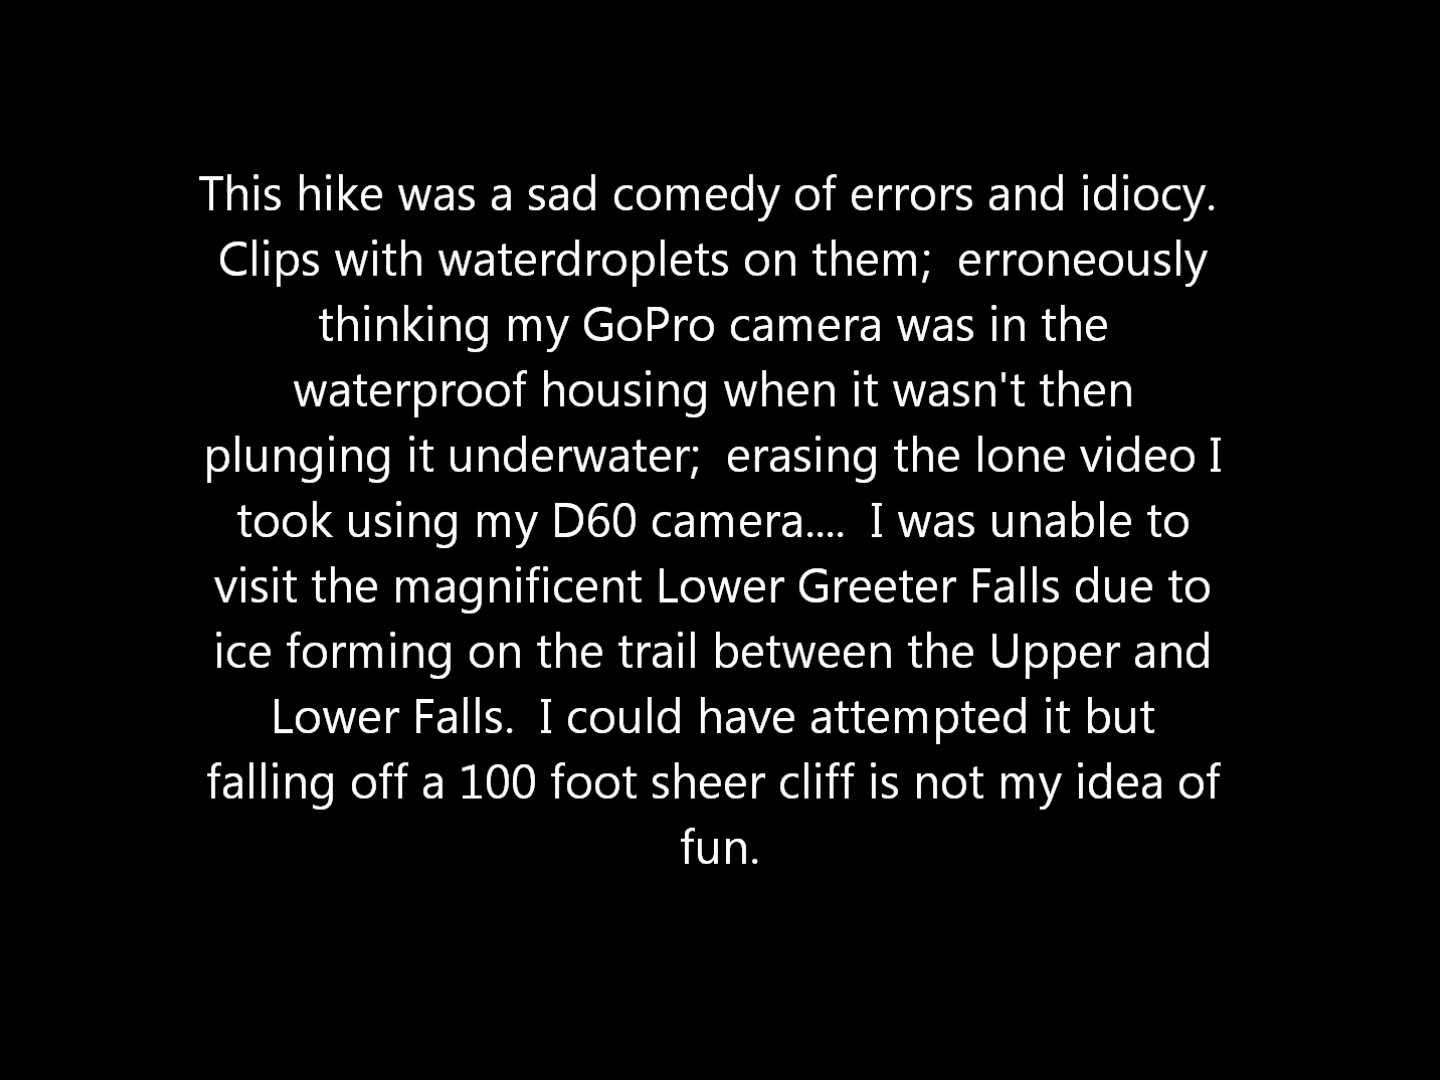 This hike was a sad comedy of errors and idiocy.
Clips with waterdroplets on them;  erroneously
thinking my GoPro camera was in the
waterproof housing when it wasn't then
plunging it underwater;  erasing the lone video I
took using my D60 camera....  I was unable to
visit the magnificent Lower Greeter Falls due to
ice forming on the trail between the Upper and
Lower Falls.  I could have attempted it but
falling off a 100 foot sheer cliff is not my idea of
fun.